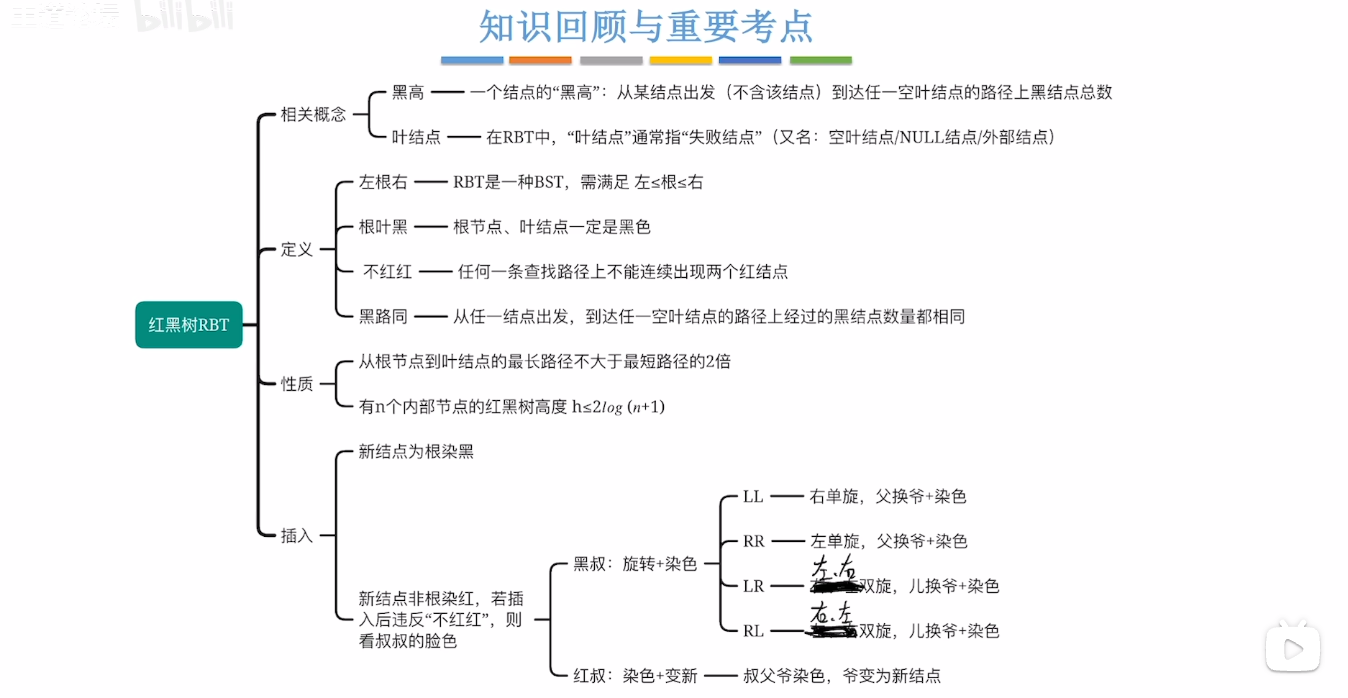 bilibili
知识回顾与重要考点
红黑树RBT
相关概念
黑高
一个结点的“黑高”：从某结点出发（不含该结点）到达任一空叶结点的路径上黑结点总数
叶结点
在RBT中，“叶结点”通常指“失败结点”（又名：空叶结点/NULL结点/外部结点）
定义
左根右
RBT是一种BST，需满足 左≤根≤右
根叶黑
根节点、叶结点一定是黑色
不红红
任何一条查找路径上不能连续出现两个红结点
黑路同
从任一结点出发，到达任一空叶结点的路径上经过的黑结点数量都相同
性质
从根节点到叶结点的最长路径不大于最短路径的2倍
有n个内部节点的红黑树高度 h≤2log (n+1)
插入
新结点为根染黑
新结点非根染红，若插
入后违反“不红红”，则
看叔叔的脸色
黑叔：旋转+染色
LL
右单旋，父换爷+染色
RR
左单旋，父换爷+染色
LR
左、右
双旋，儿换爷+染色
RL
右、左
双旋，儿换爷+染色
红叔：染色+变新
叔父爷染色，爷变为新结点